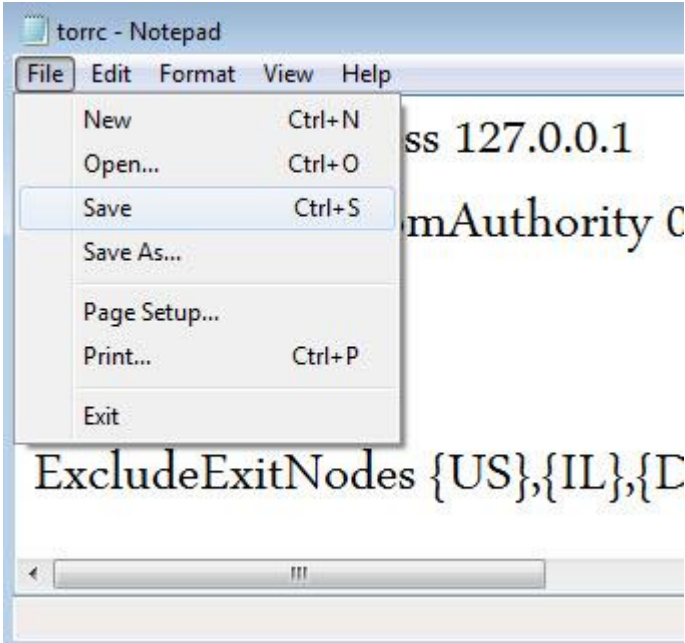 torrc - Notepad
File Edit Format View Help
New Ctrl+N
ss 127.0.0.1
Open... Ctrl+O
Save Ctrl+S
mAuthority 0
Save As...
Page Setup...
Print... Ctrl+P
Exit
ExcludeExitNodes {US},{IL},{D